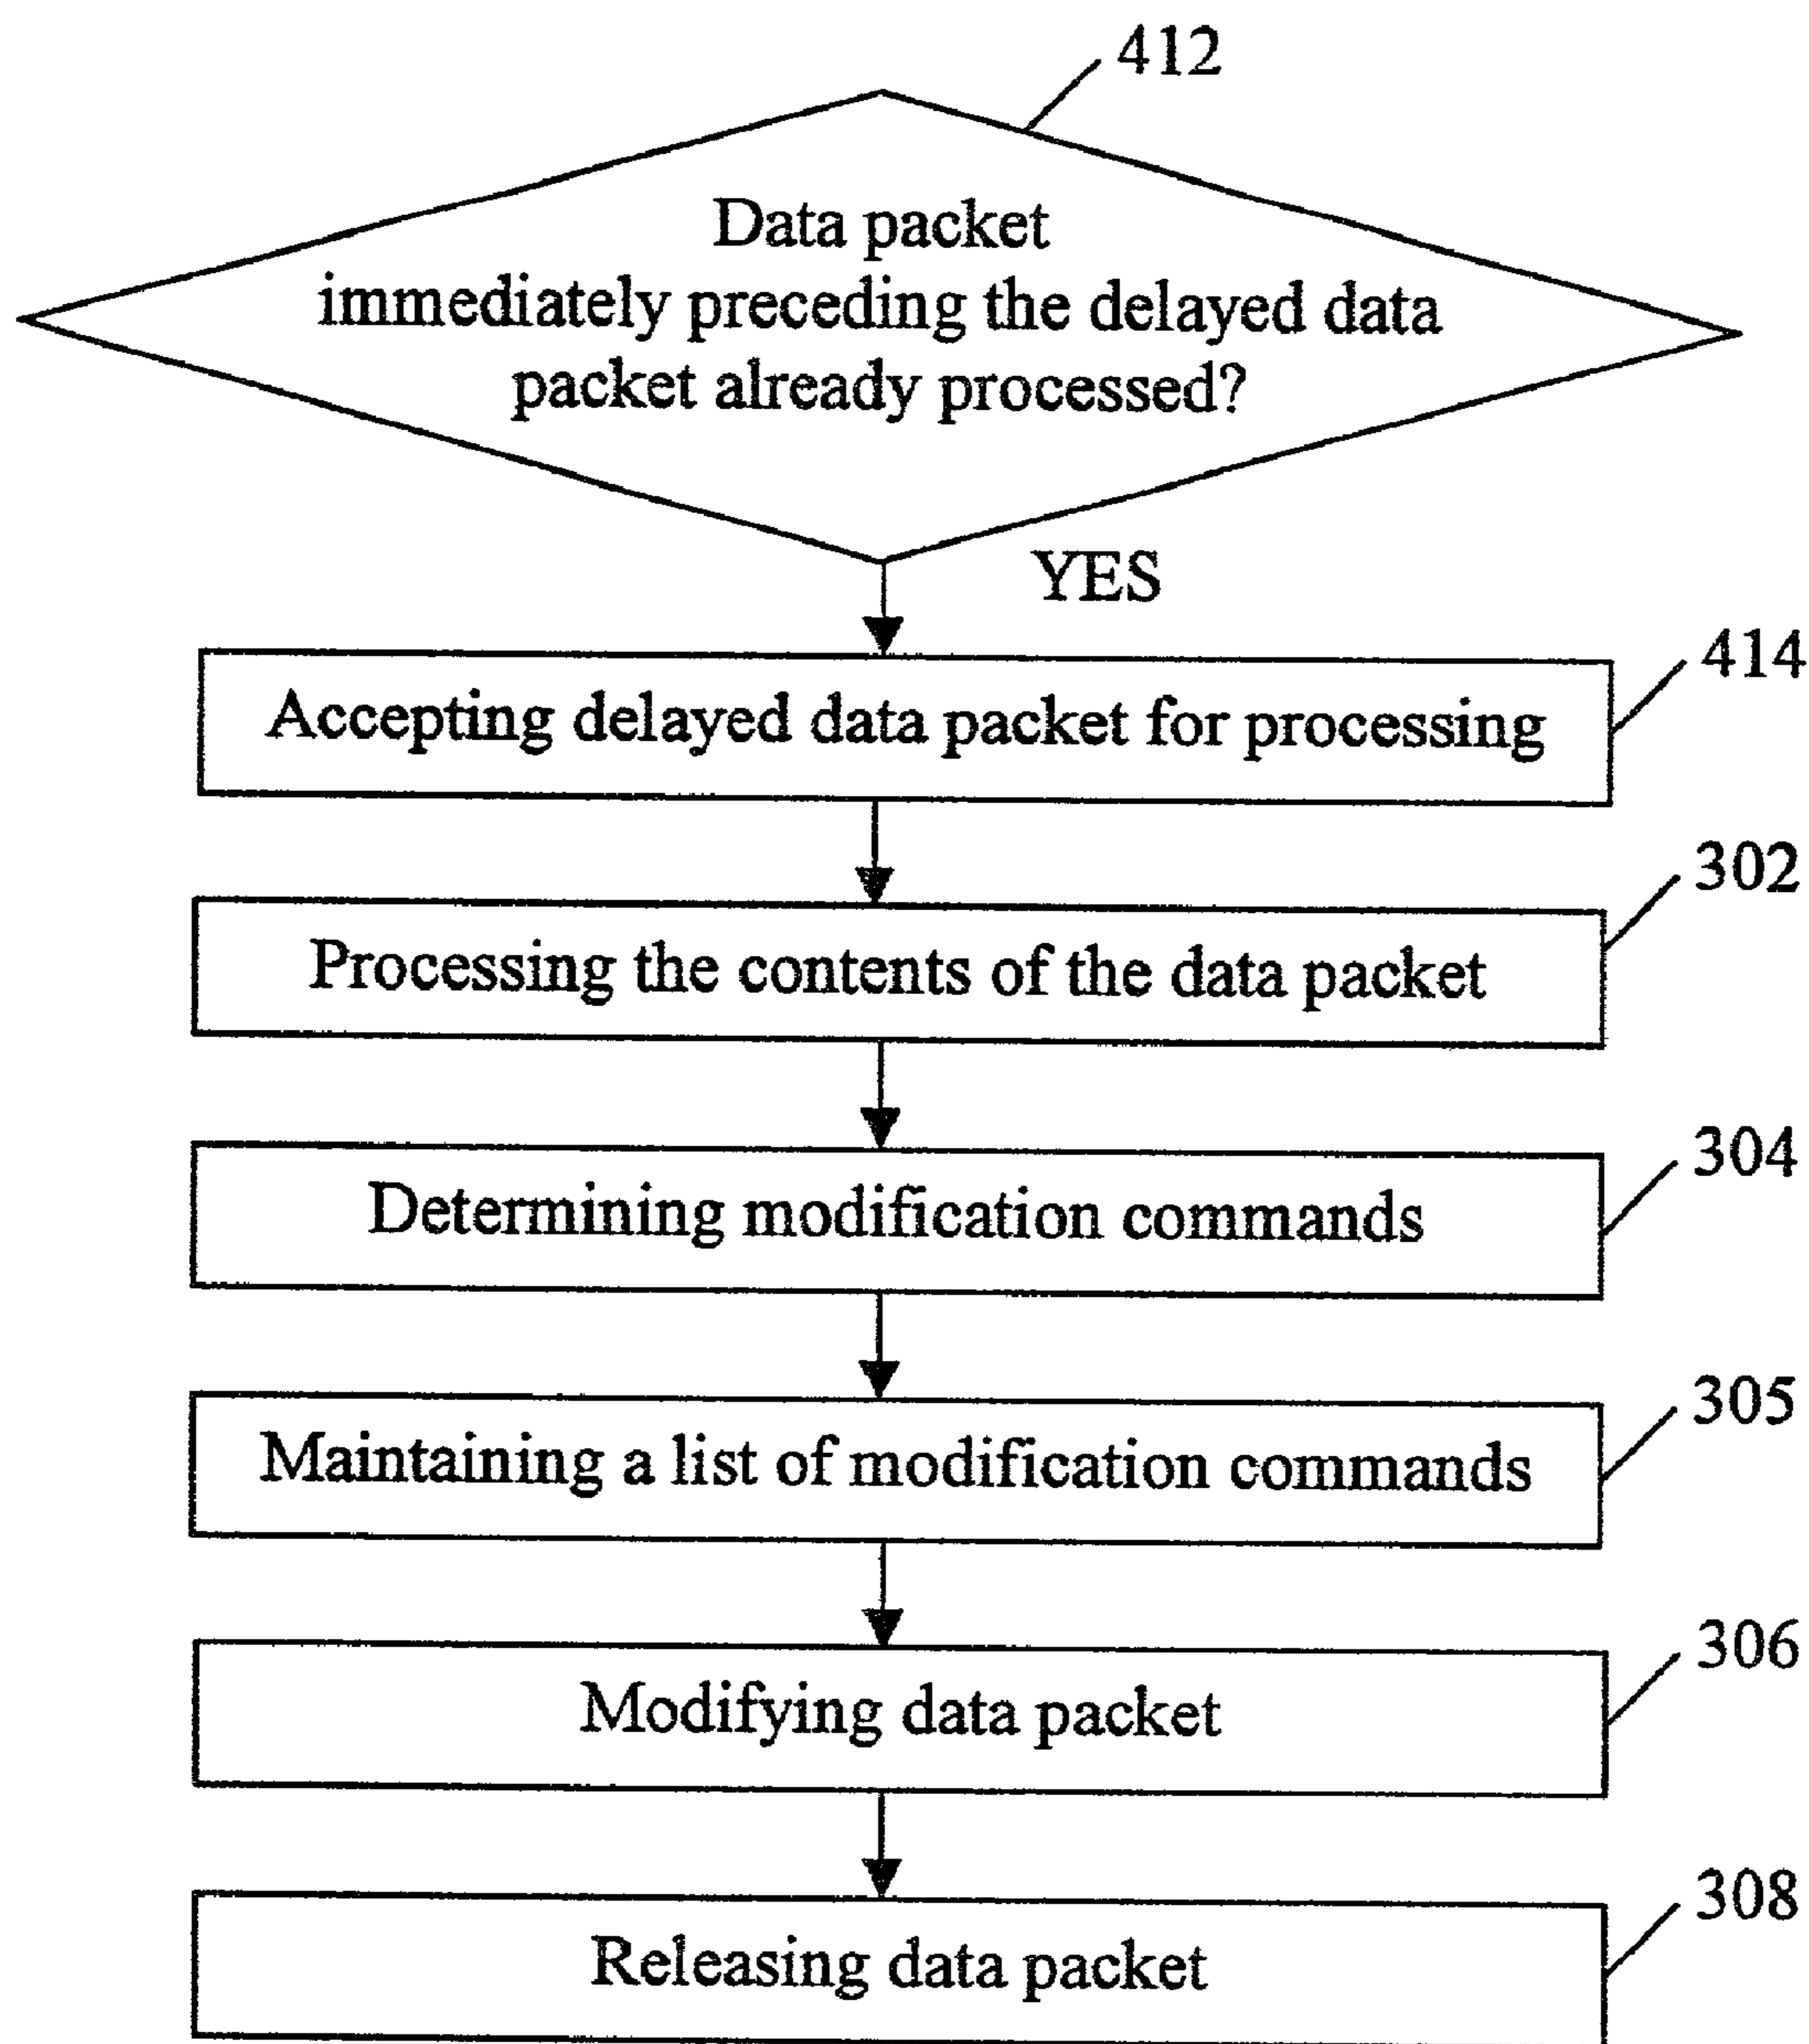 412
Data packet
immediately preceding the delayed data
packet already processed?
YES
414
Accepting delayed data packet for processing
302
Processing the contents of the data packet
304
Determining modification commands
305
Maintaining a list of modification commands
306
Modifying data packet
308
Releasing data packet